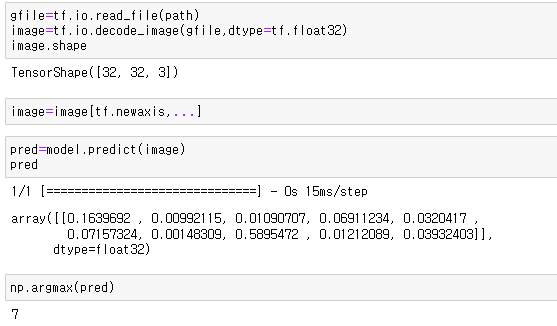 gfile=tf.io.read_file(path)
image=tf.io.decode_image(gfile,dtype=tf.float32)
image.shape
TensorShape([32, 32, 3])
image=image[tf.newaxis,...]
pred=model.predict(image)
pred
1/1 [==============================] - 0s 15ms/step
array([[0.1639692 , 0.00992115, 0.01090707, 0.06911234, 0.0320417 ,
0.07157324, 0.00148309, 0.5895472 , 0.01212089, 0.03932403]],
dtype=float32)
np.argmax(pred)
7